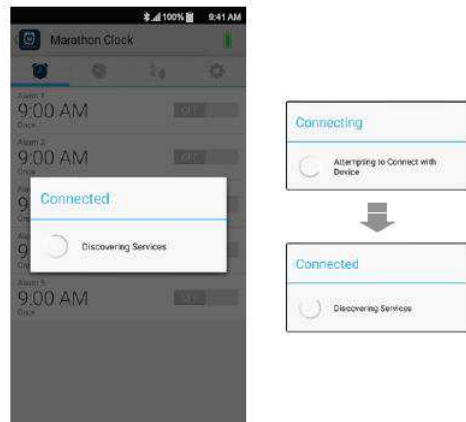 100% 9:41 AM
Marathon Clock
Alarm 1
9:00 AM
OFF
Once
Alarm 2
9:00 AM
OFF
Once
9
Connected
Discovering Services
9
Alarm 5
9:00 AM
OFF
Once
Connecting
Attempting to Connect with
Device
Connected
Discovering Services